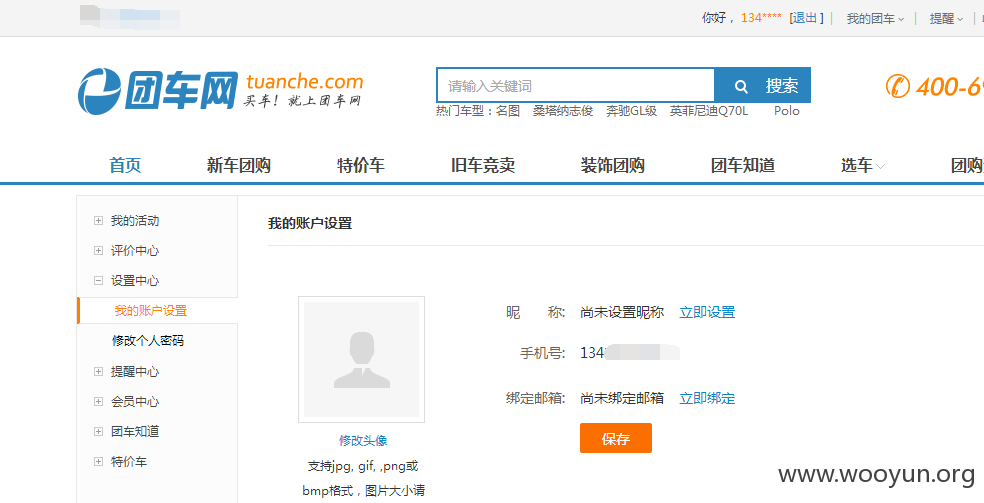 你好， 134**** [退出] 我的团车 提醒
团车网 tuanche.com
买车！就上团车网
请输入关键词 搜索
热门车型：名图 桑塔纳志俊 奔驰GL级 英菲尼迪Q70L Polo
400-6
首页 新车团购 特价车 旧车竞卖 装饰团购 团车知道 选车 团购
我的活动
评价中心
设置中心
我的账户设置
修改个人密码
提醒中心
会员中心
团车知道
特价车
我的账户设置
修改头像
支持jpg, gif, ,png或
bmp格式，图片大小请
昵 称: 尚未设置昵称 立即设置
手机号: 134
绑定邮箱: 尚未绑定邮箱 立即绑定
保存
www.wooyun.org